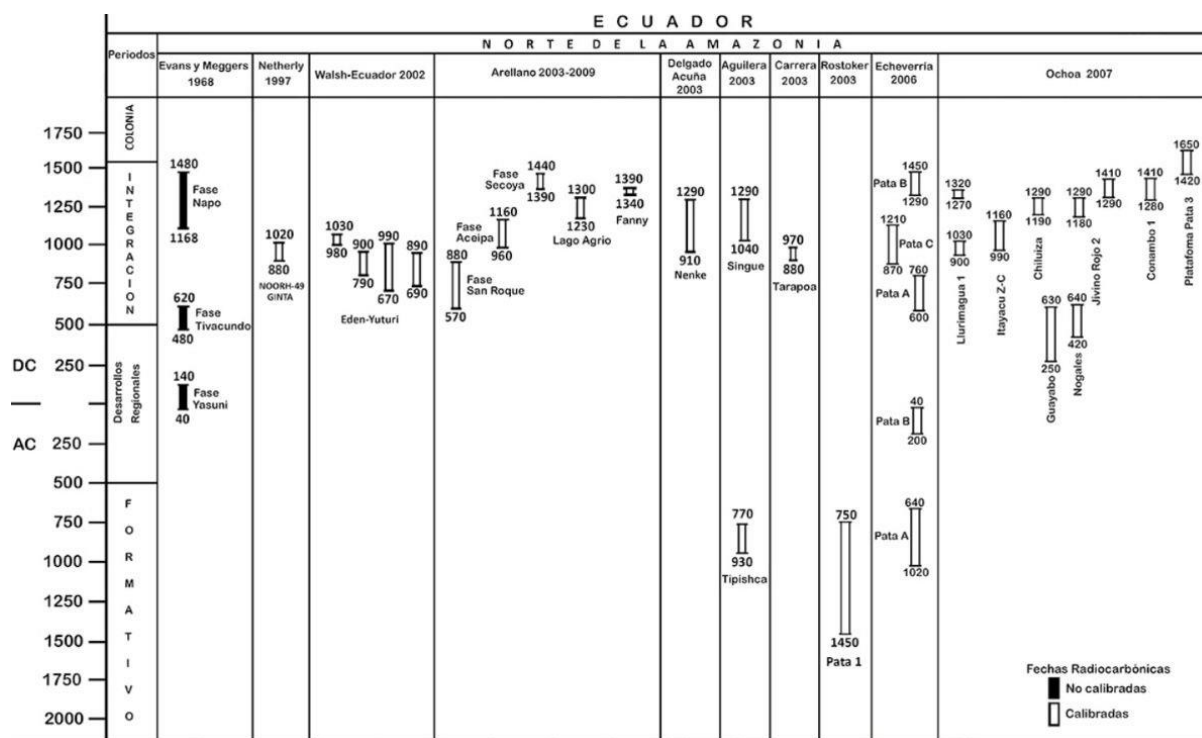 ECUADOR
NORTE DE LA AMAZONIA
Periodos
Evans y Meggers
1968
Netherly
1997
Walsh-Ecuador 2002
Arellano 2003-2009
Delgado
Acuña
2003
Aguilera
2003
Carrera
2003
Rostoker
2003
Echeverría
2006
Ochoa 2007
1750
1500
1250
1000
750
500
250
DC
AC
250
500
750
1000
1250
1500
1750
2000
COLONIA
INTEGRACION
Desarrollos
Regionales
FORMATIVO
1480
Fase
Napo
1168
620
Fase
Tivacundo
480
140
Fase
Yasuni
40
1020
880
NOORH-49
GINTA
1030
980
900
790
990
670
890
690
Eden-Yuturi
880
Fase
San Roque
570
Fase
Aceipa
1160
960
Fase
Secoya
1440
1390
1300
1230
Lago Agrio
1390
1340
Fanny
1290
910
Nenke
1290
1040
Singue
770
930
Tipishca
970
880
Tarapoa
750
1450
Pata 1
1450
Pata B
1290
1210
Pata C
870
760
Pata A
600
40
Pata B
200
640
Pata A
1020
1320
1270
1030
900
Llurimagua 1
1160
990
Itayacu Z-C
1290
1190
Chiluiza
630
250
Guayabo
1290
1180
640
420
Nogales
1410
1290
Jivino Rojo 2
1410
1280
Conambo 1
1650
1420
Platafoma Pata 3
Fechas Radiocarbónicas
No calibradas
Calibradas